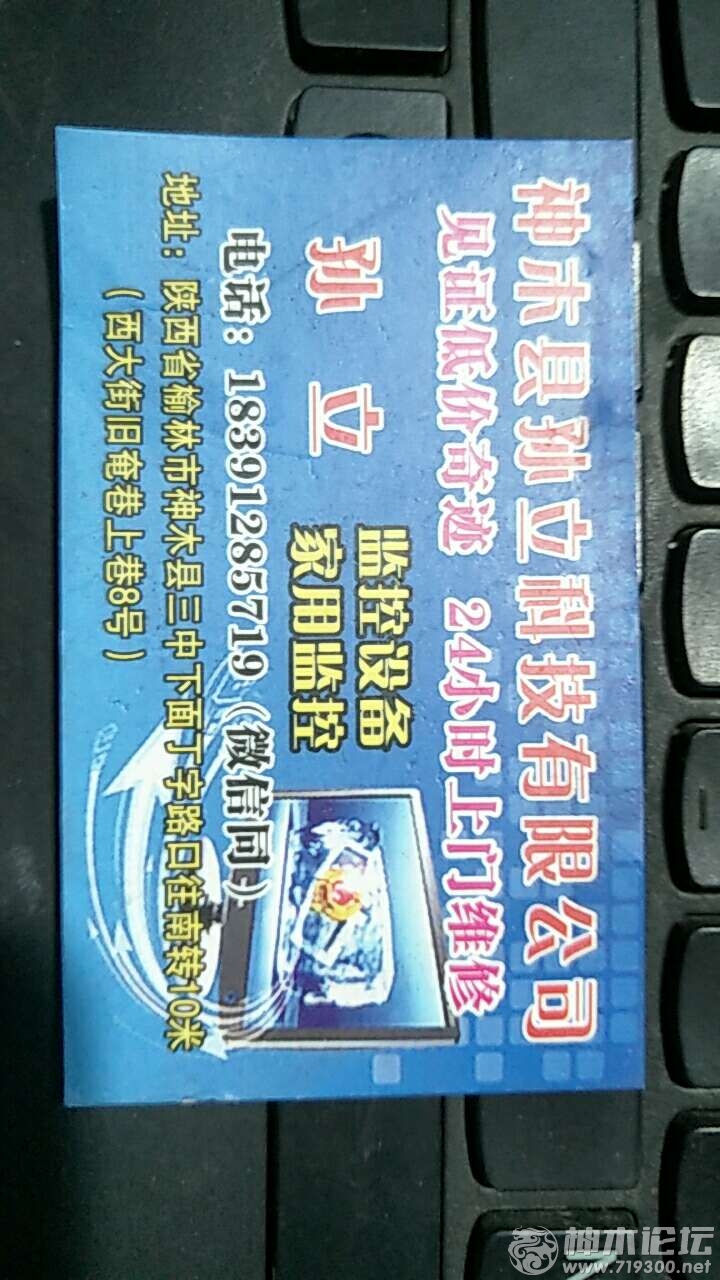 神木县孙立科技有限公司
见证低价奇迹 24小时上门维修
孙 立
监控设备
家用监控
电话：18391285719（微信同）
地址：陕西省榆林市神木县三中下面丁字路口往南转10米
（西大街旧奄巷上巷8号）
神木论坛
www.719300.net